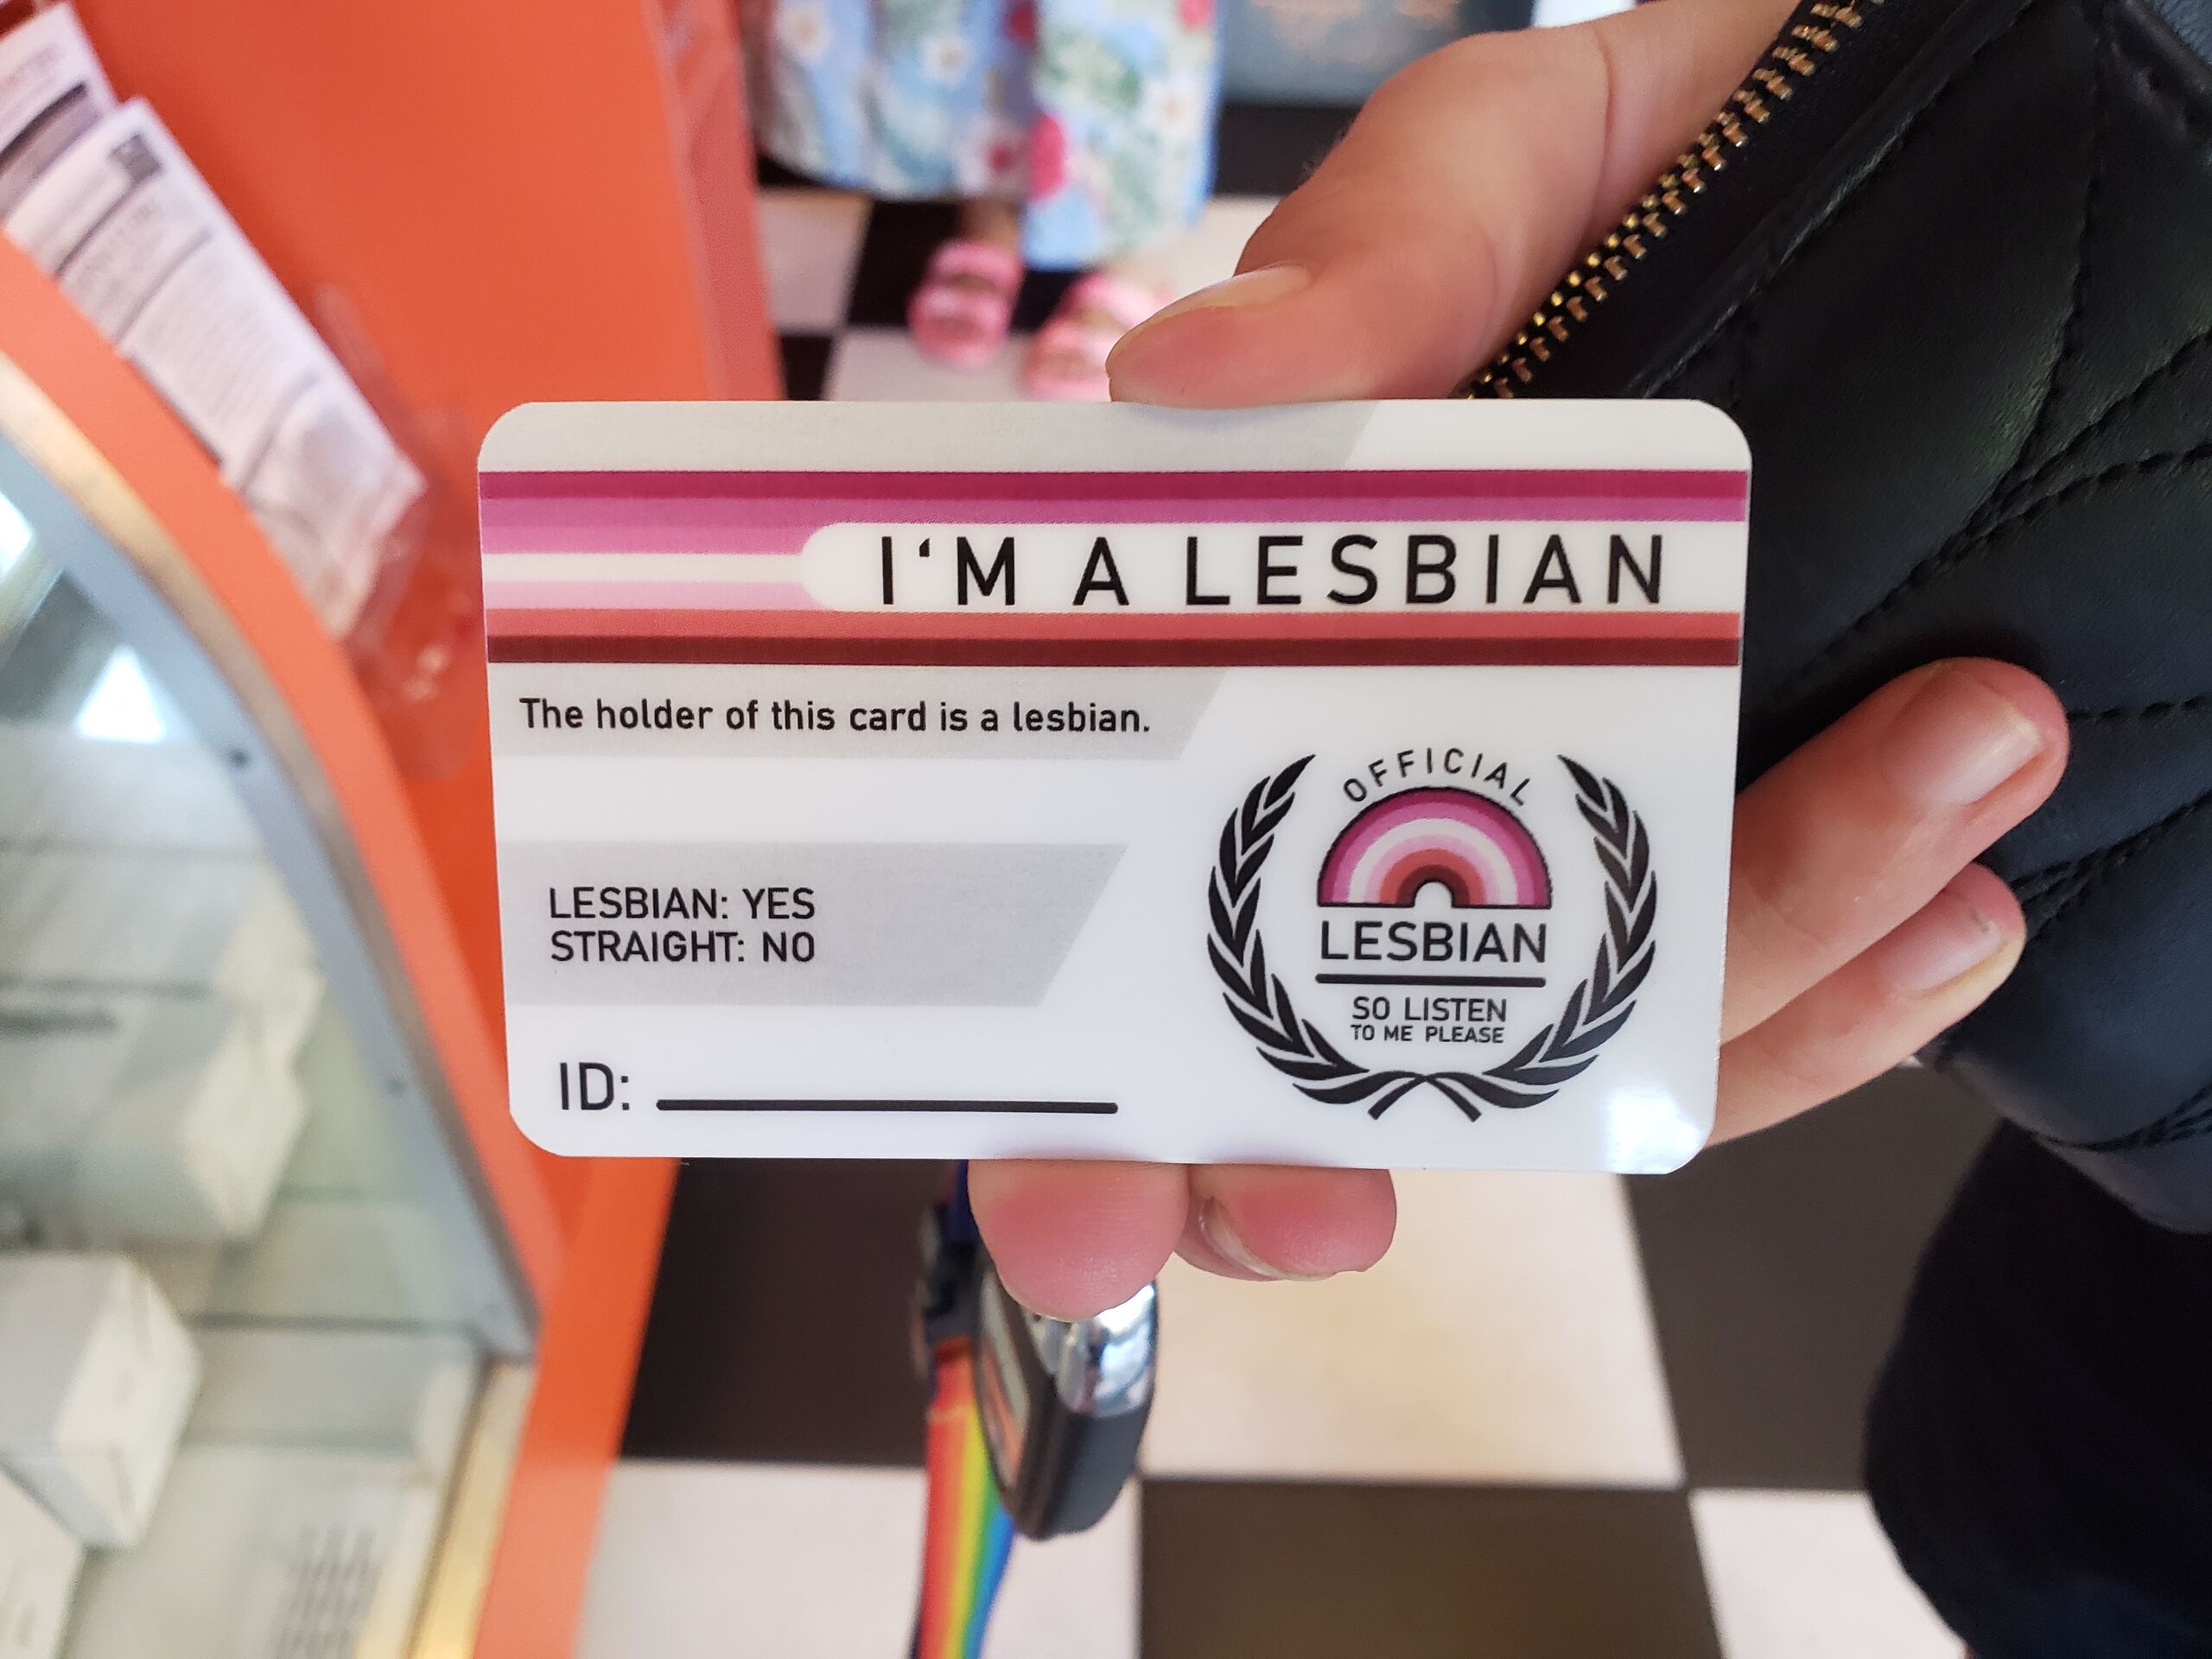 I‘M A LESBIAN
The holder of this card is a lesbian.
LESBIAN: YES
STRAIGHT: NO
ID:
OFFICIAL
LESBIAN
SO LISTEN
TO ME PLEASE